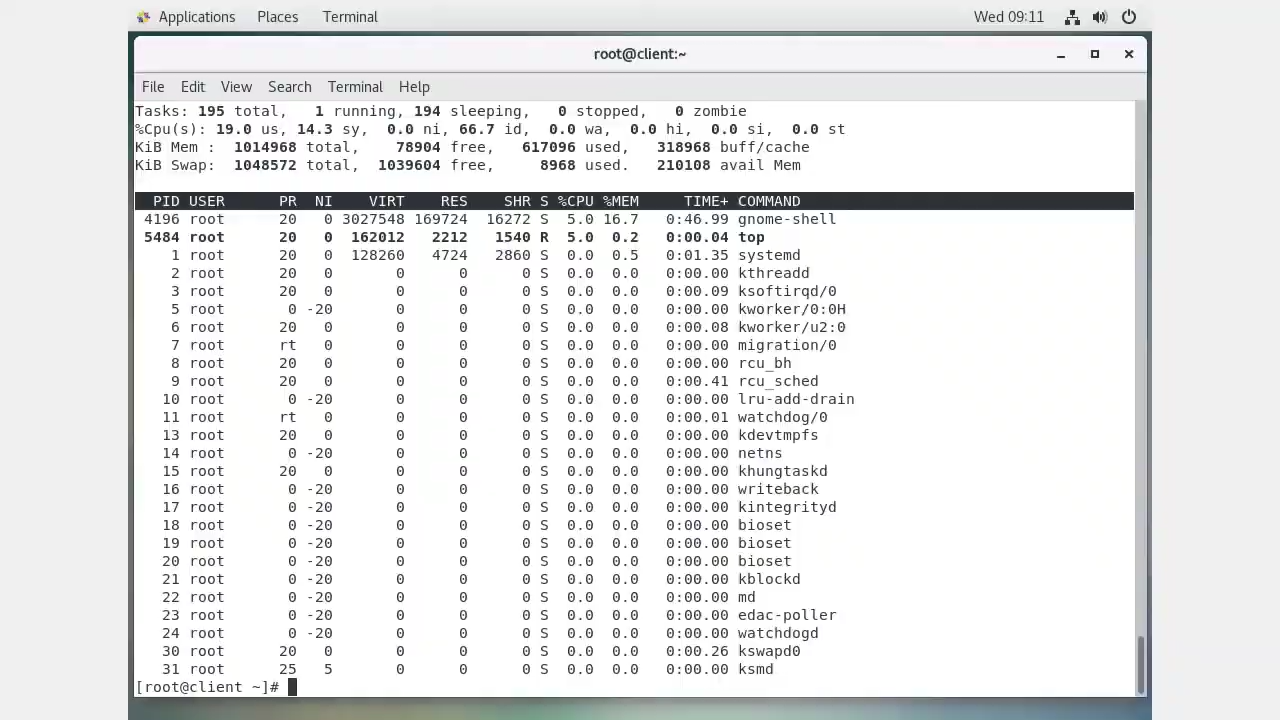 Applications Places Terminal Wed 09:11
root@client:~
File Edit View Search Terminal Help
Tasks: 195 total, 1 running, 194 sleeping, 0 stopped, 0 zombie
%Cpu(s): 19.0 us, 14.3 sy, 0.0 ni, 66.7 id, 0.0 wa, 0.0 hi, 0.0 si, 0.0 st
KiB Mem : 1014968 total, 78904 free, 617096 used, 318968 buff/cache
KiB Swap: 1048572 total, 1039604 free, 8968 used. 210108 avail Mem
PID USER PR NI VIRT RES SHR S %CPU %MEM TIME+ COMMAND
4196 root 20 0 3027548 169724 16272 S 5.0 16.7 0:46.99 gnome-shell
5484 root 20 0 162012 2212 1540 R 5.0 0.2 0:00.04 top
1 root 20 0 128260 4724 2860 S 0.0 0.5 0:01.35 systemd
2 root 20 0 0 0 0 S 0.0 0.0 0:00.00 kthreadd
3 root 20 0 0 0 0 S 0.0 0.0 0:00.09 ksoftirqd/0
5 root 0 -20 0 0 0 S 0.0 0.0 0:00.00 kworker/0:0H
6 root 20 0 0 0 0 S 0.0 0.0 0:00.08 kworker/u2:0
7 root rt 0 0 0 0 S 0.0 0.0 0:00.00 migration/0
8 root 20 0 0 0 0 S 0.0 0.0 0:00.00 rcu_bh
9 root 20 0 0 0 0 S 0.0 0.0 0:00.41 rcu_sched
10 root 0 -20 0 0 0 S 0.0 0.0 0:00.00 lru-add-drain
11 root rt 0 0 0 0 S 0.0 0.0 0:00.01 watchdog/0
13 root 20 0 0 0 0 S 0.0 0.0 0:00.00 kdevtmpfs
14 root 0 -20 0 0 0 S 0.0 0.0 0:00.00 netns
15 root 20 0 0 0 0 S 0.0 0.0 0:00.00 khungtaskd
16 root 0 -20 0 0 0 S 0.0 0.0 0:00.00 writeback
17 root 0 -20 0 0 0 S 0.0 0.0 0:00.00 kintegrityd
18 root 0 -20 0 0 0 S 0.0 0.0 0:00.00 bioset
19 root 0 -20 0 0 0 S 0.0 0.0 0:00.00 bioset
20 root 0 -20 0 0 0 S 0.0 0.0 0:00.00 bioset
21 root 0 -20 0 0 0 S 0.0 0.0 0:00.00 kblockd
22 root 0 -20 0 0 0 S 0.0 0.0 0:00.00 md
23 root 0 -20 0 0 0 S 0.0 0.0 0:00.00 edac-poller
24 root 0 -20 0 0 0 S 0.0 0.0 0:00.00 watchdogd
30 root 20 0 0 0 0 S 0.0 0.0 0:00.26 kswapd0
31 root 25 5 0 0 0 S 0.0 0.0 0:00.00 ksmd
[root@client ~]#